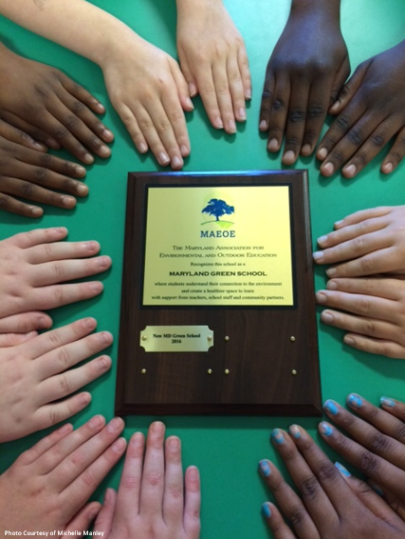 MAEOE
The Maryland Association for
Environmental and Outdoor Education
Recognizes this school as a
MARYLAND GREEN SCHOOL
where students understand their connection to the environment
and create a healthier space to learn
with support from teachers, school staff and community partners.
New MD Green School
2016
Photo Courtesy of Michelle Manley